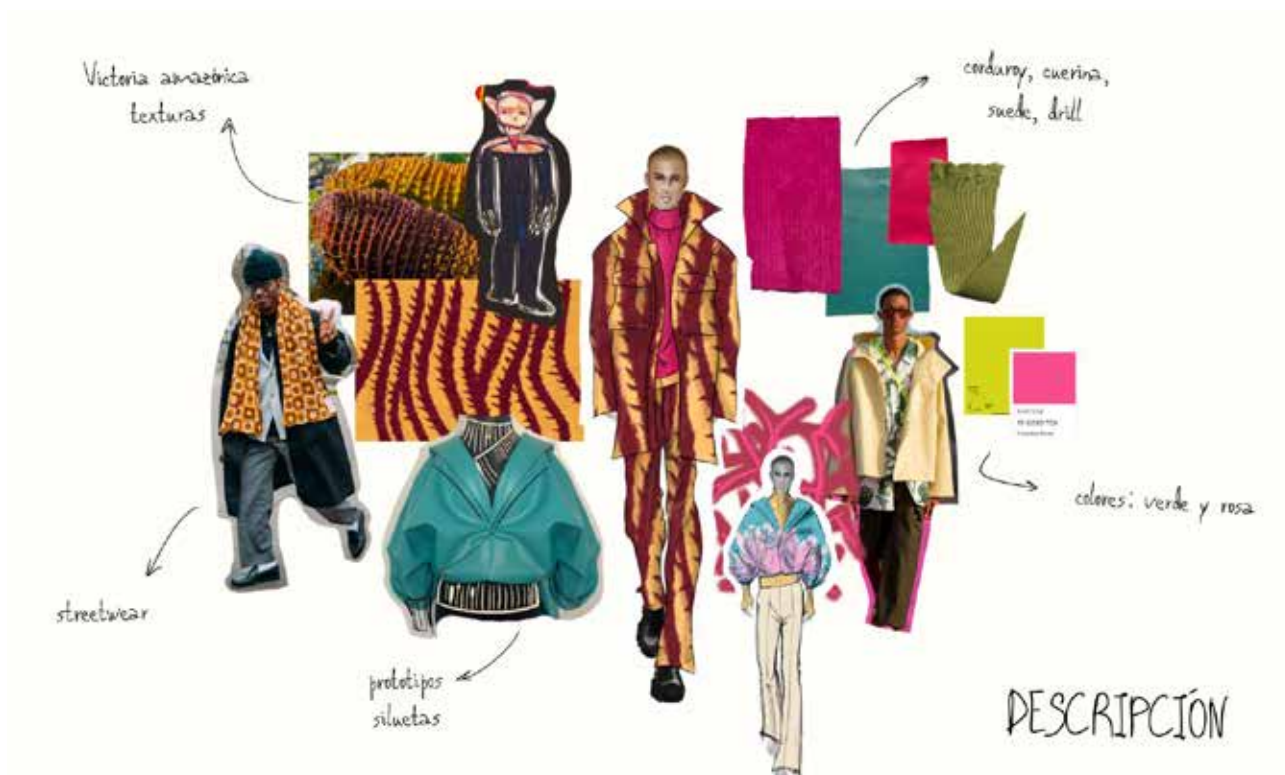 Victoria amazónica
texturas
corduroy, cuerina,
suede, drill
colores: verde y rosa
streetwear
prototipos
siluetas
DESCRIPCIÓN